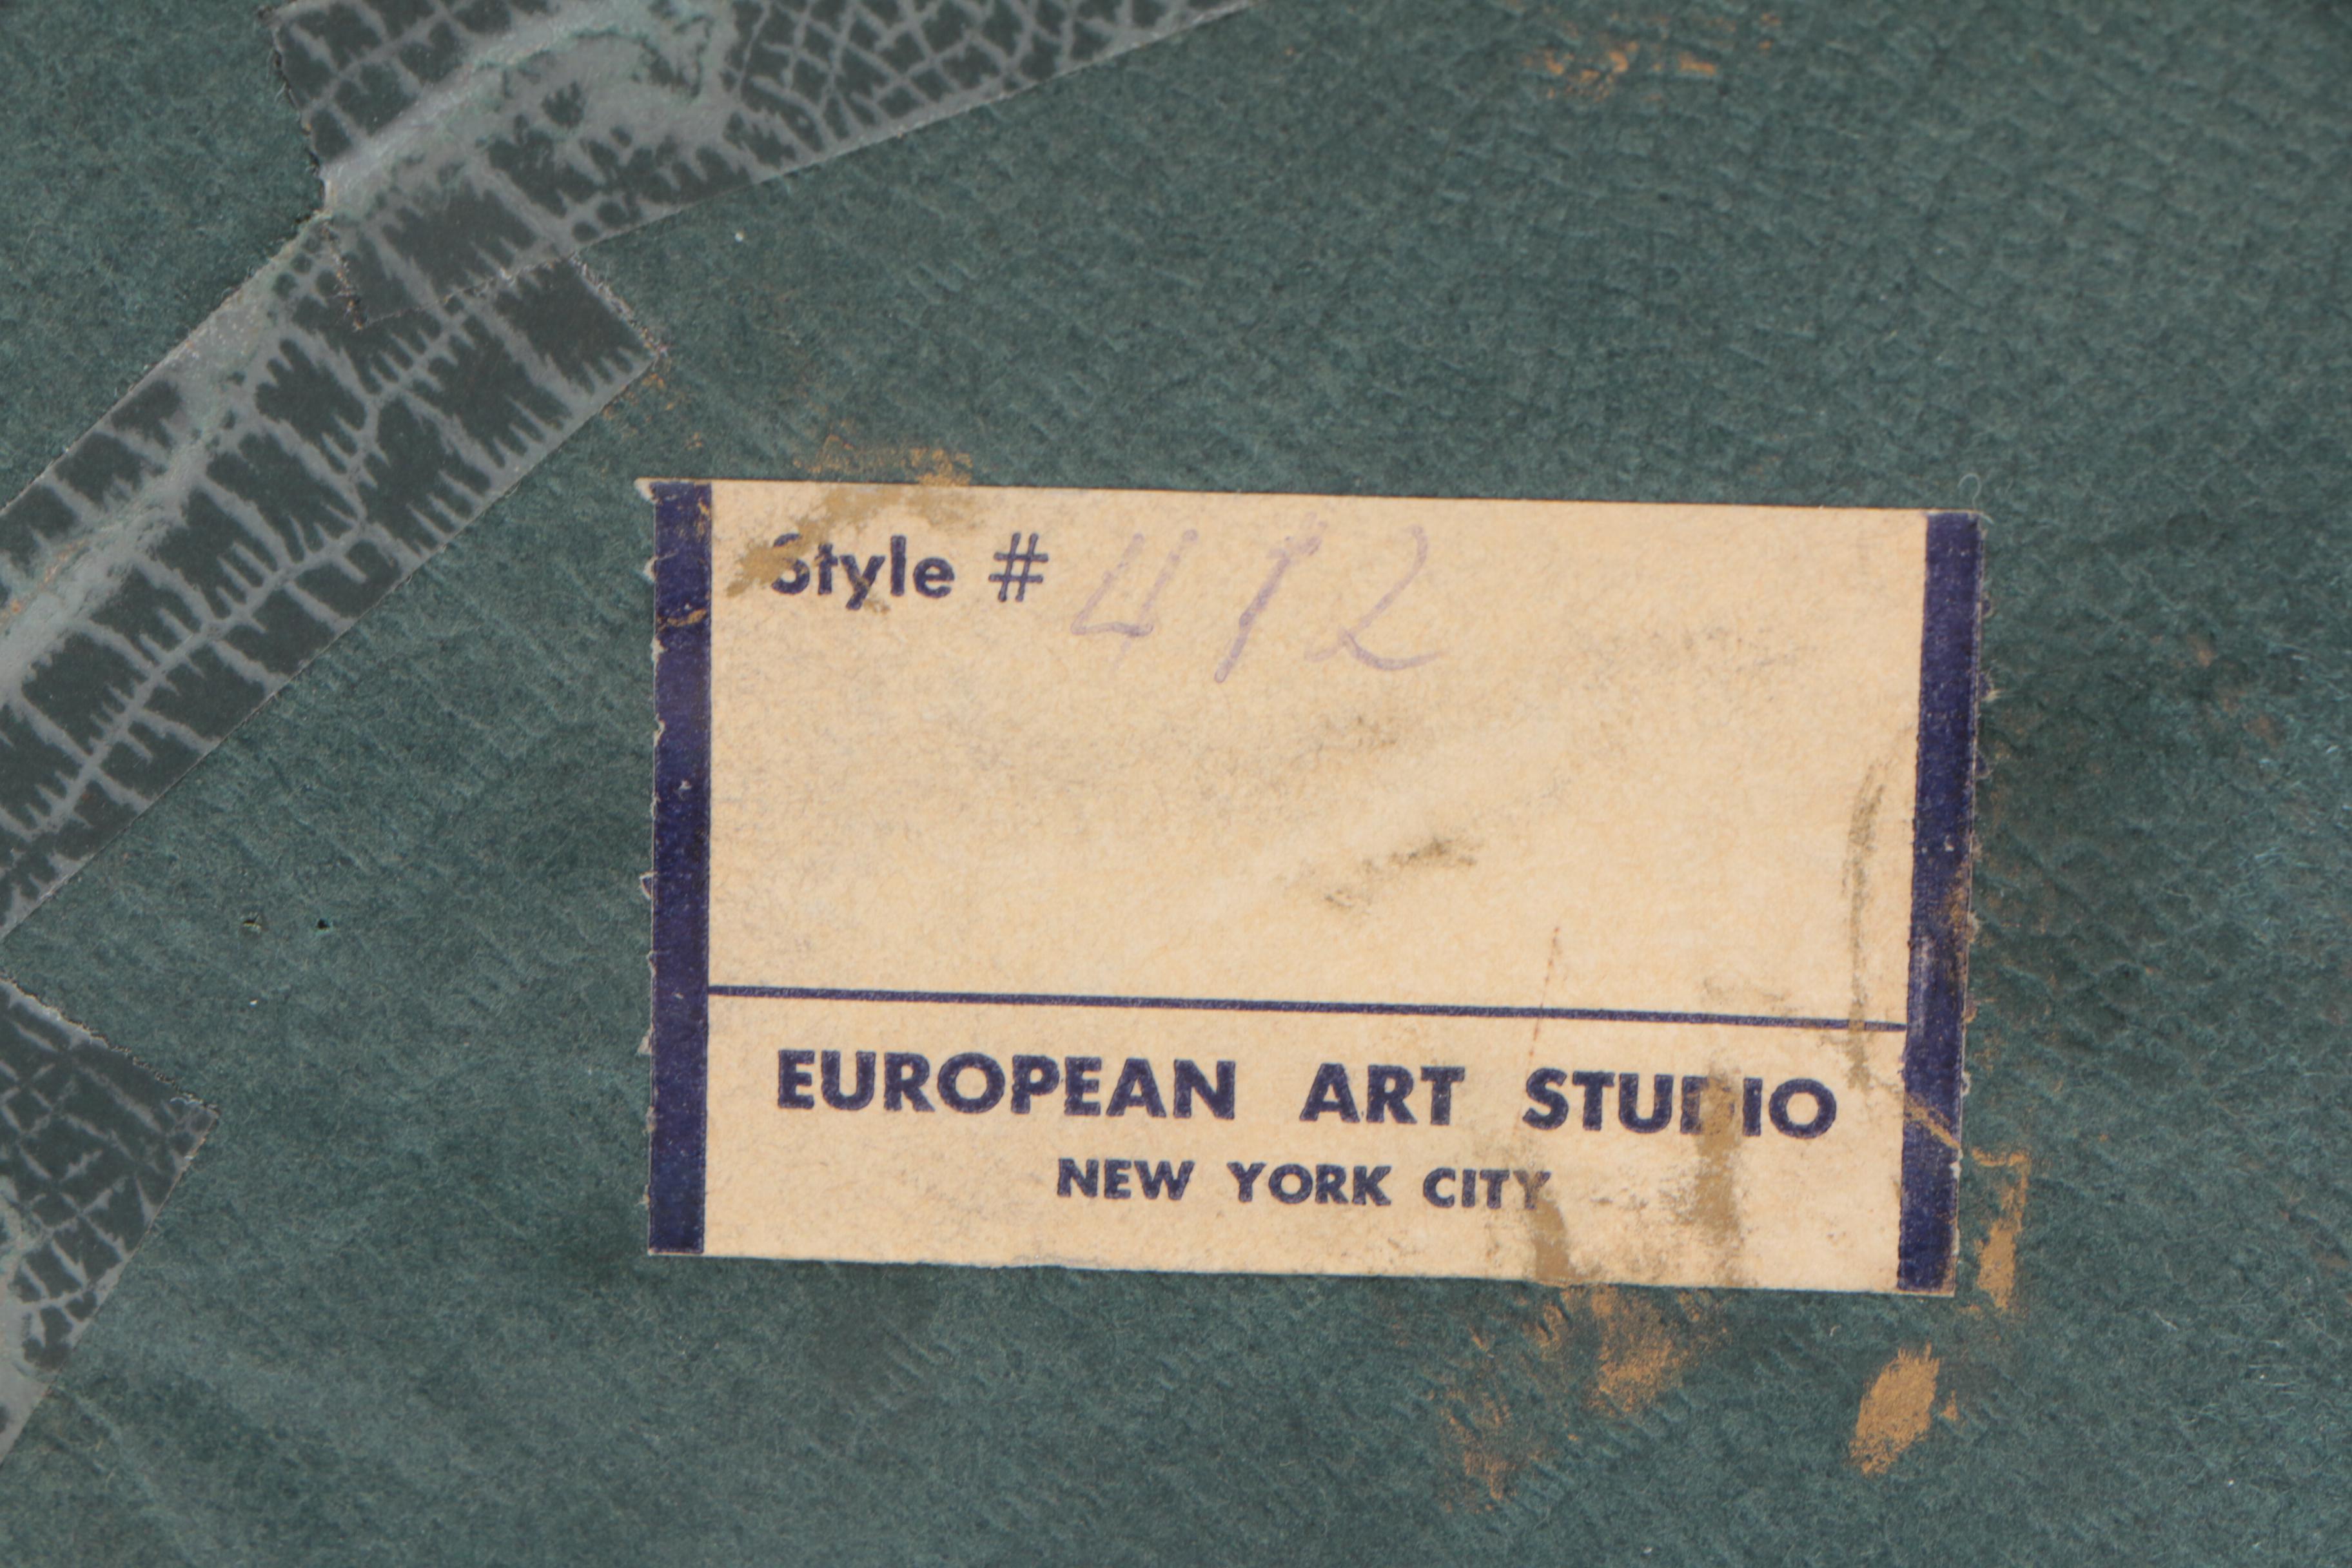 Style # 412
EUROPEAN ART STUDIO
NEW YORK CITY